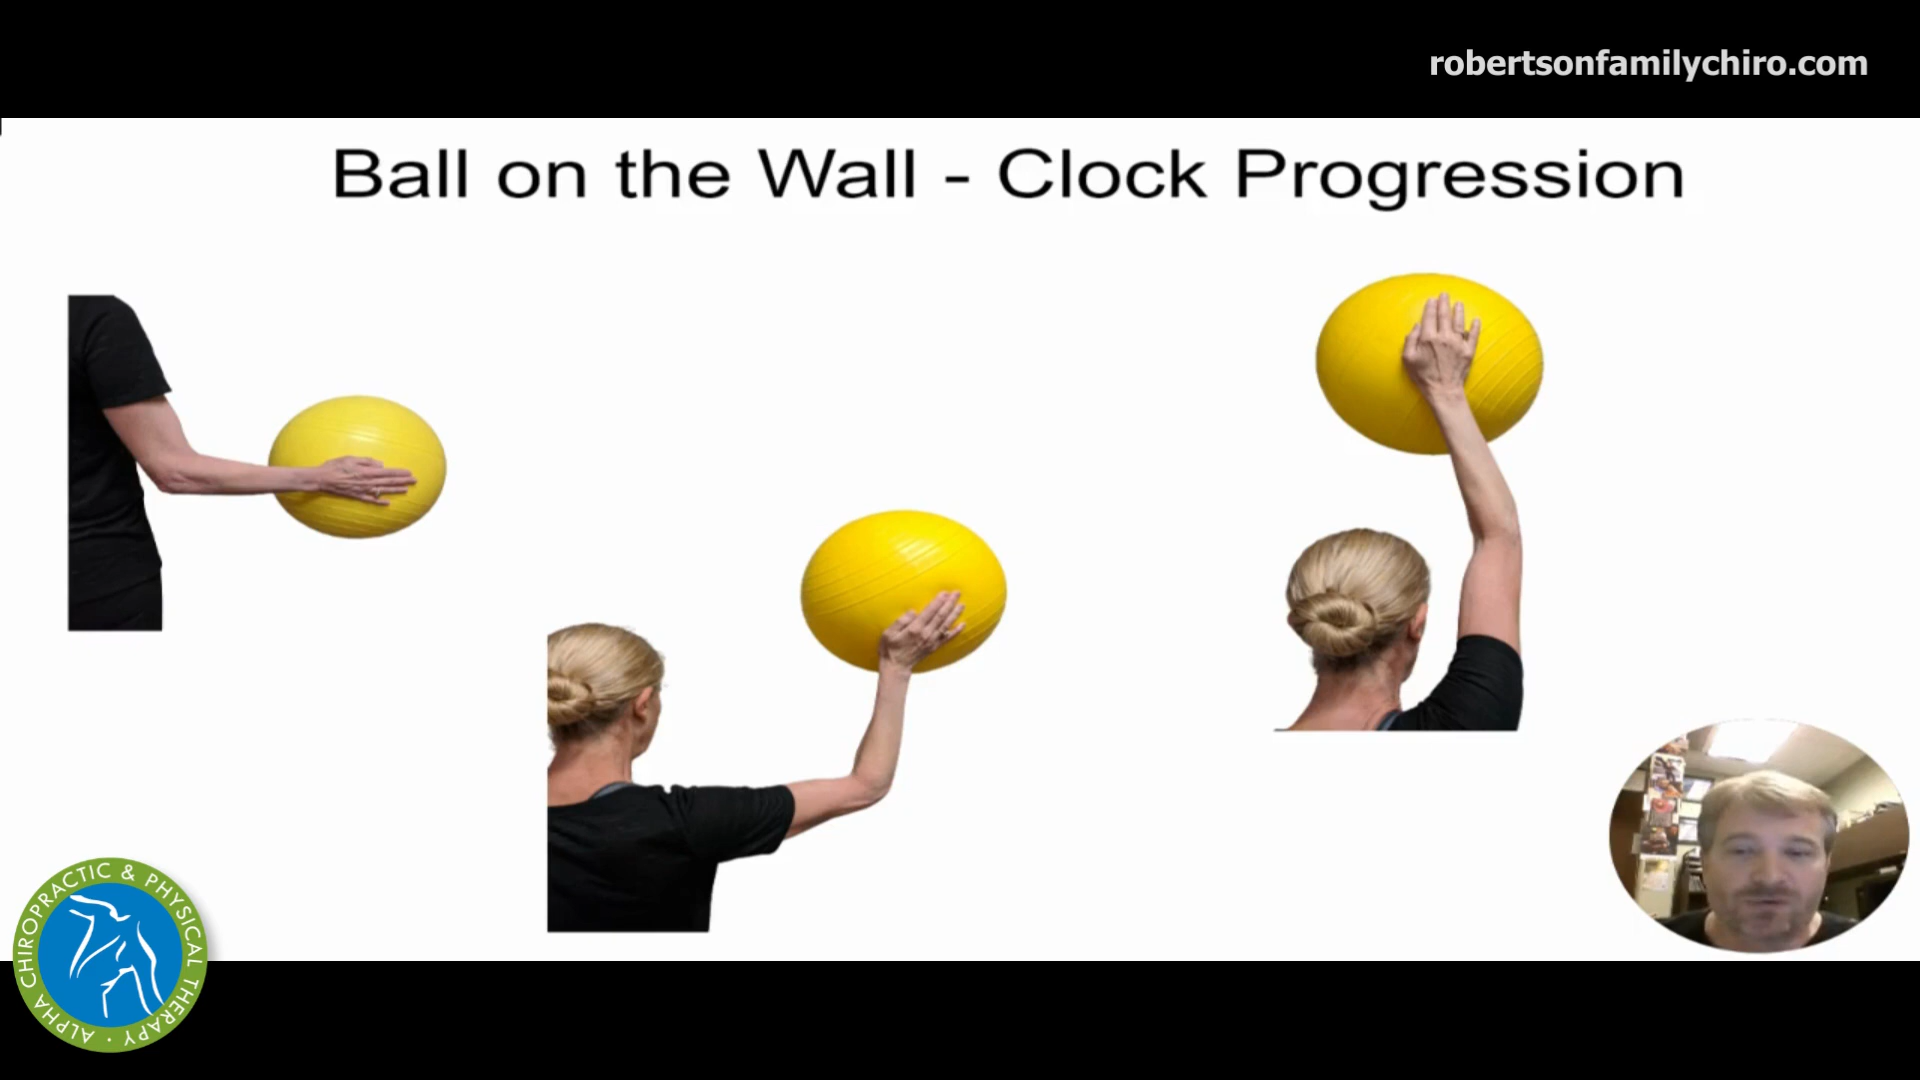 robertsonfamilychiro.com
Ball on the Wall - Clock Progression
ALPHA CHIROPRACTIC & PHYSICAL THERAPY ·